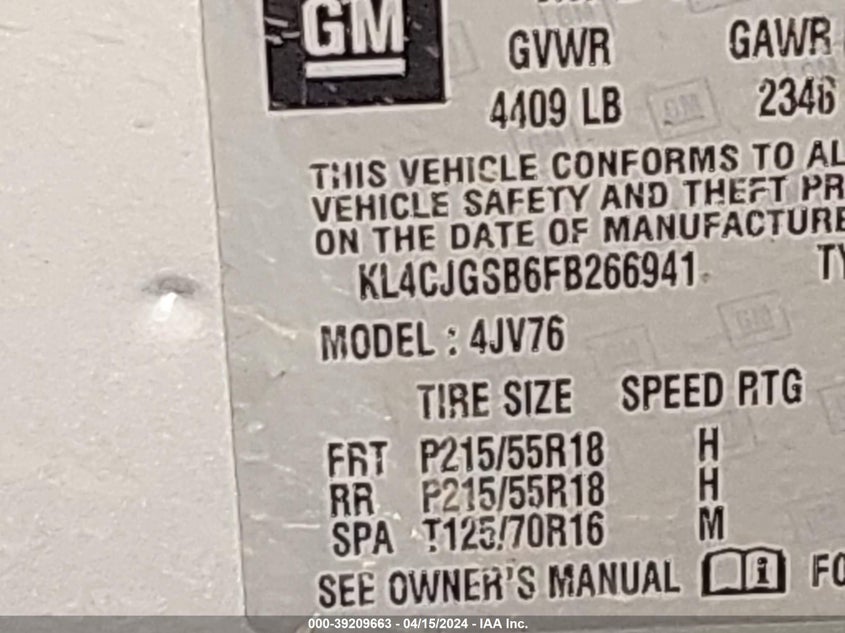 GM
GVWR GAWR
4409 LB 2346
THIS VEHICLE CONFORMS TO AL
VEHICLE SAFETY AND THEFT PR
ON THE DATE OF MANUFACTURE
KL4CJGSB6FB266941 TY
MODEL : 4JV76
TIRE SIZE SPEED RTG
FRT P215/55R18 H
RR P215/55R18 H
SPA T125/70R16 M
SEE OWNER'S MANUAL i FO
000-39209663 - 04/15/2024 - IAA Inc.